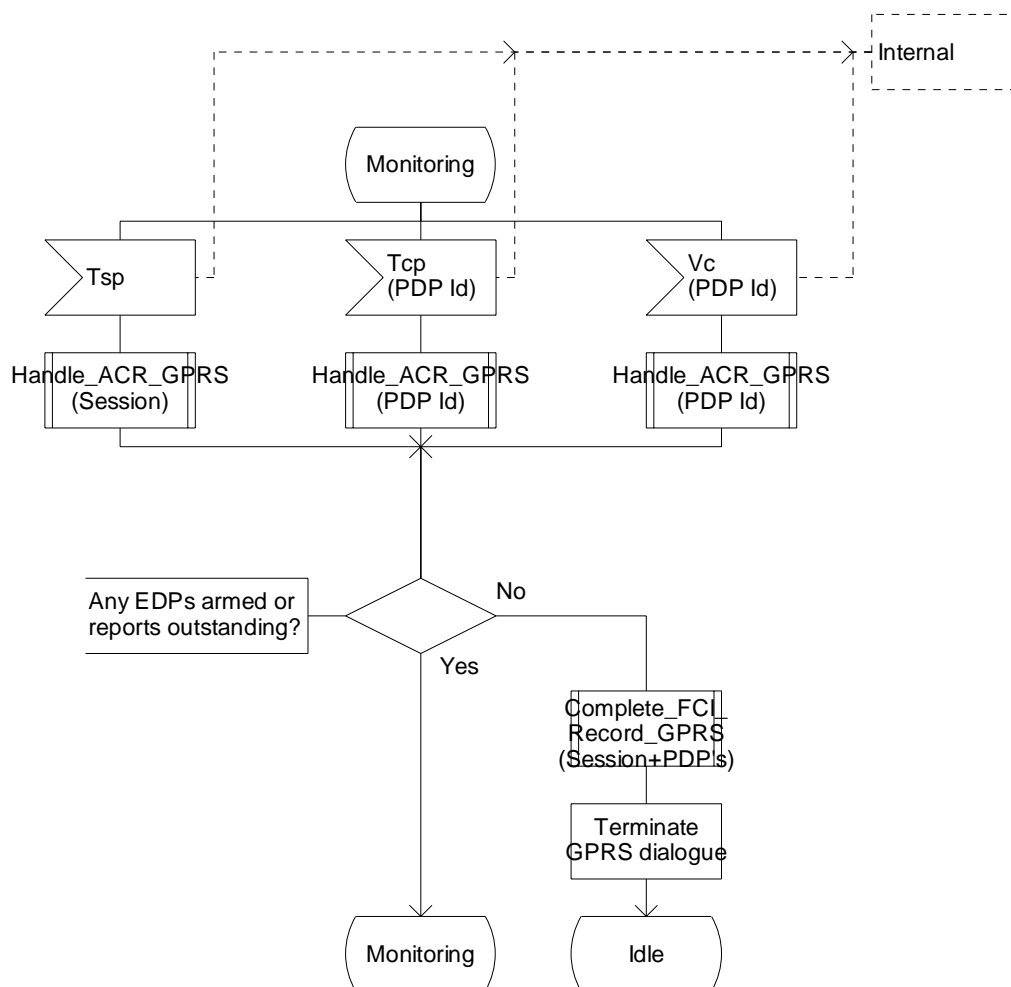 Internal
Monitoring
Tsp
Tcp
(PDP Id)
Vc
(PDP Id)
Handle_ACR_GPRS
(Session)
Handle_ACR_GPRS
(PDP Id)
Handle_ACR_GPRS
(PDP Id)
Any EDPs armed or
reports outstanding?
No
Yes
Complete_FCI_
Record_GPRS
(Session+PDP's)
Terminate
GPRS dialogue
Monitoring
Idle